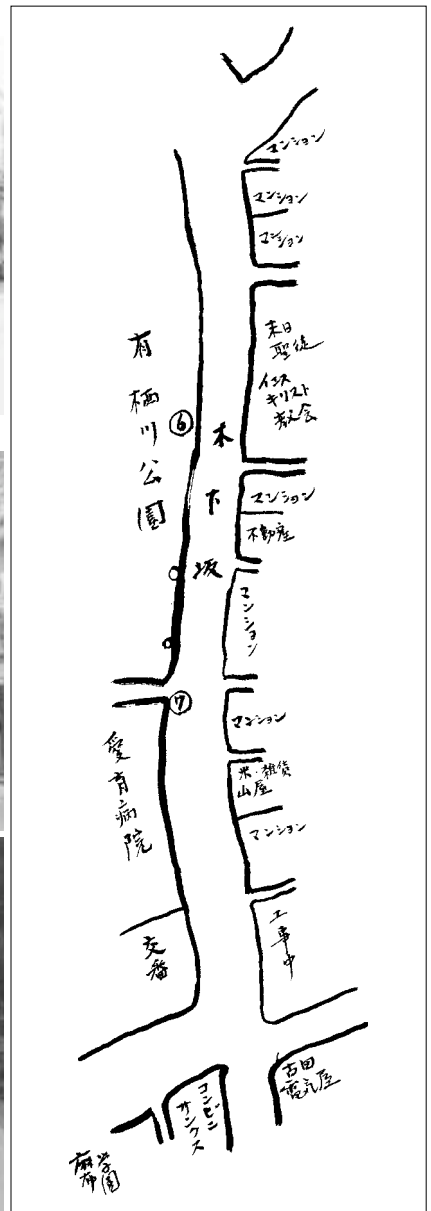 マンション
マンション
マンション
末日
聖徒
イエス
キリスト
教会
有栖川公園
⑥
木下坂
マンション
不動産
マンション
⑦
マンション
愛育病院
米・雑貨
山屋
マンション
交番
工事中
古田
電気屋
コンビニ
サンクス
麻布
学園